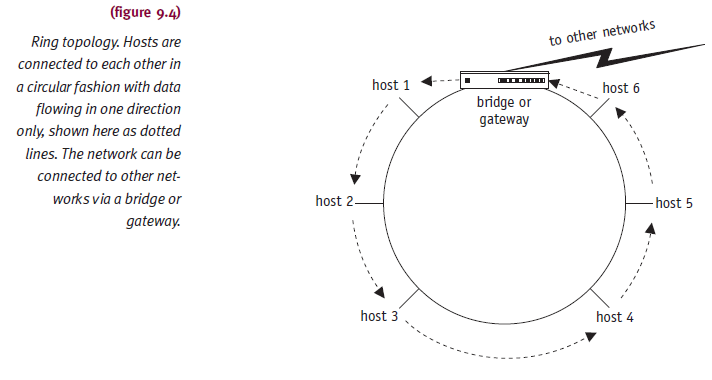 (figure 9.4)
Ring topology. Hosts are
connected to each other in
a circular fashion with data
flowing in one direction
only, shown here as dotted
lines. The network can be
connected to other net-
works via a bridge or
gateway.
to other networks
host 1
bridge or
gateway
host 6
host 2
host 5
host 3
host 4